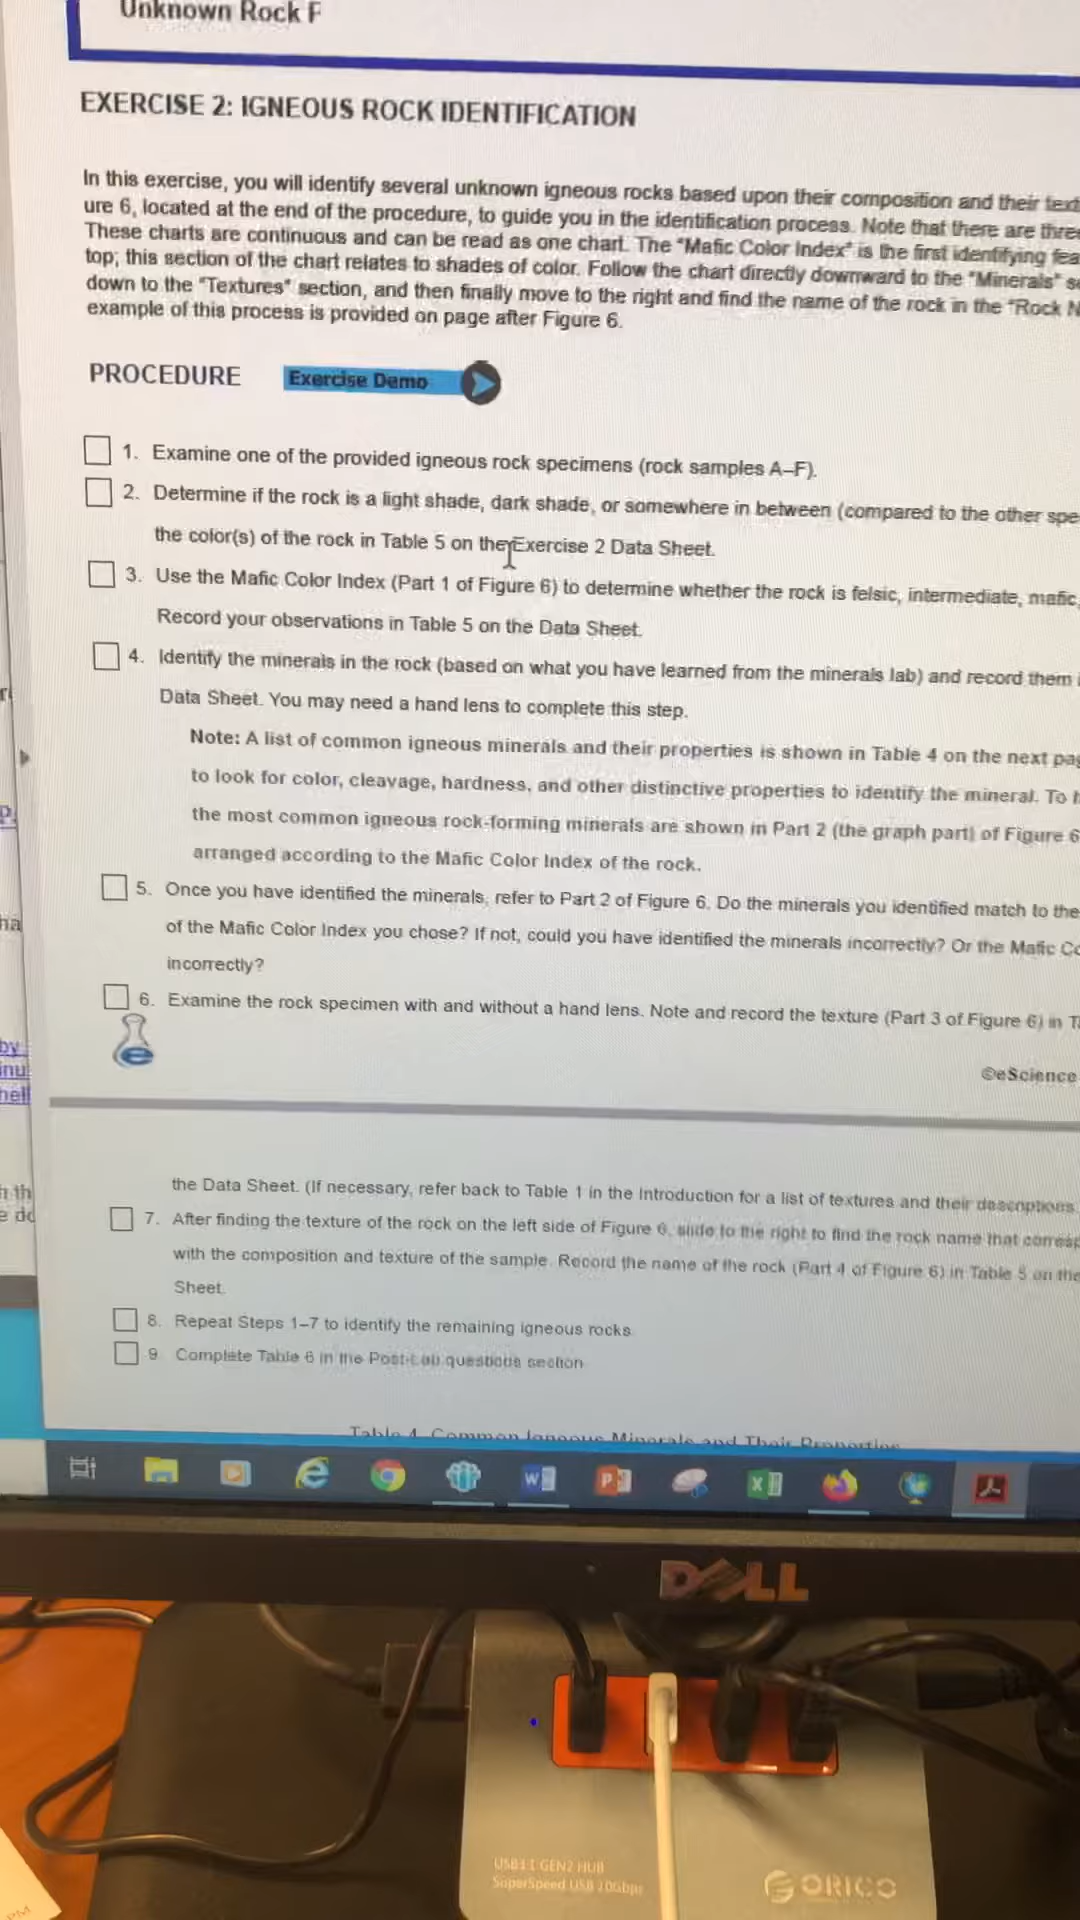 Unknown Rock F
EXERCISE 2: IGNEOUS ROCK IDENTIFICATION
In this exercise, you will identify several unknown igneous rocks based upon their composition and their text
ure 6, located at the end of the procedure, to guide you in the identification process. Note that there are thre
These charts are continuous and can be read as one chart. The "Mafic Color Index" is the first identifying fea
top; this section of the chart relates to shades of color. Follow the chart directly downward to the "Minerals" s
down to the "Textures" section, and then finally move to the right and find the name of the rock in the "Rock N
example of this process is provided on page after Figure 6.
PROCEDURE Exercise Demo
1. Examine one of the provided igneous rock specimens (rock samples A–F).
2. Determine if the rock is a light shade, dark shade, or somewhere in between (compared to the other spe
the color(s) of the rock in Table 5 on the Exercise 2 Data Sheet.
3. Use the Mafic Color Index (Part 1 of Figure 6) to determine whether the rock is felsic, intermediate, mafic,
Record your observations in Table 5 on the Data Sheet.
4. Identify the minerals in the rock (based on what you have learned from the minerals lab) and record them
Data Sheet. You may need a hand lens to complete this step.
Note: A list of common igneous minerals and their properties is shown in Table 4 on the next pag
to look for color, cleavage, hardness, and other distinctive properties to identify the mineral. To
the most common igneous rock-forming minerals are shown in Part 2 (the graph part) of Figure 6
arranged according to the Mafic Color Index of the rock.
5. Once you have identified the minerals, refer to Part 2 of Figure 6. Do the minerals you identified match to the
of the Mafic Color Index you chose? If not, could you have identified the minerals incorrectly? Or the Mafic Co
incorrectly?
6. Examine the rock specimen with and without a hand lens. Note and record the texture (Part 3 of Figure 6) in T
©eScience
the Data Sheet. (If necessary, refer back to Table 1 in the Introduction for a list of textures and their descriptions.
7. After finding the texture of the rock on the left side of Figure 6, slide to the right to find the rock name that corresp
with the composition and texture of the sample. Record the name of the rock (Part 4 of Figure 6) in Table 5 on the
Sheet.
8. Repeat Steps 1–7 to identify the remaining igneous rocks.
9. Complete Table 6 in the Post-Lab questions section
Table 4. Common Igneous Minerals and Their Properties
by
inu
hell
DELL
USB3.1 GEN2 HUB
SuperSpeed USB 10Gbps
ORICO
PM